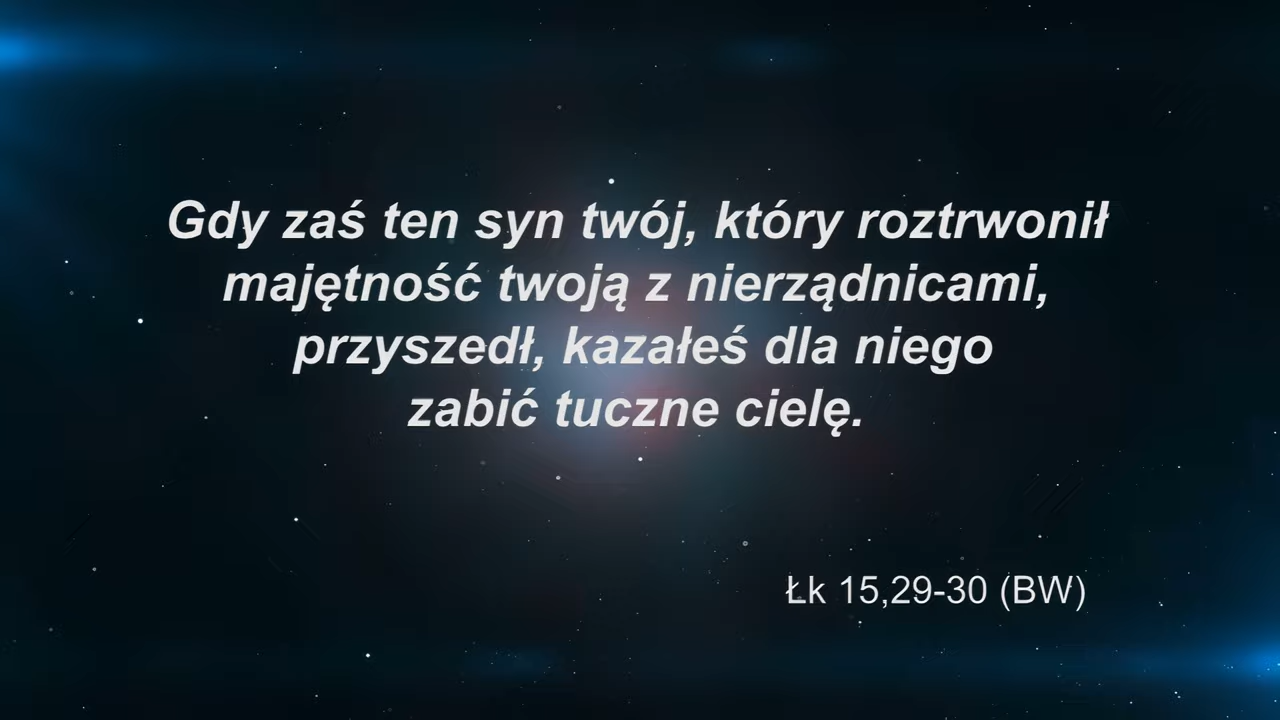 Gdy zaś ten syn twój, który roztrwonił
majętność twoją z nierządnicami,
przyszedł, kazałeś dla niego
zabić tuczne cielę.
Łk 15,29-30 (BW)